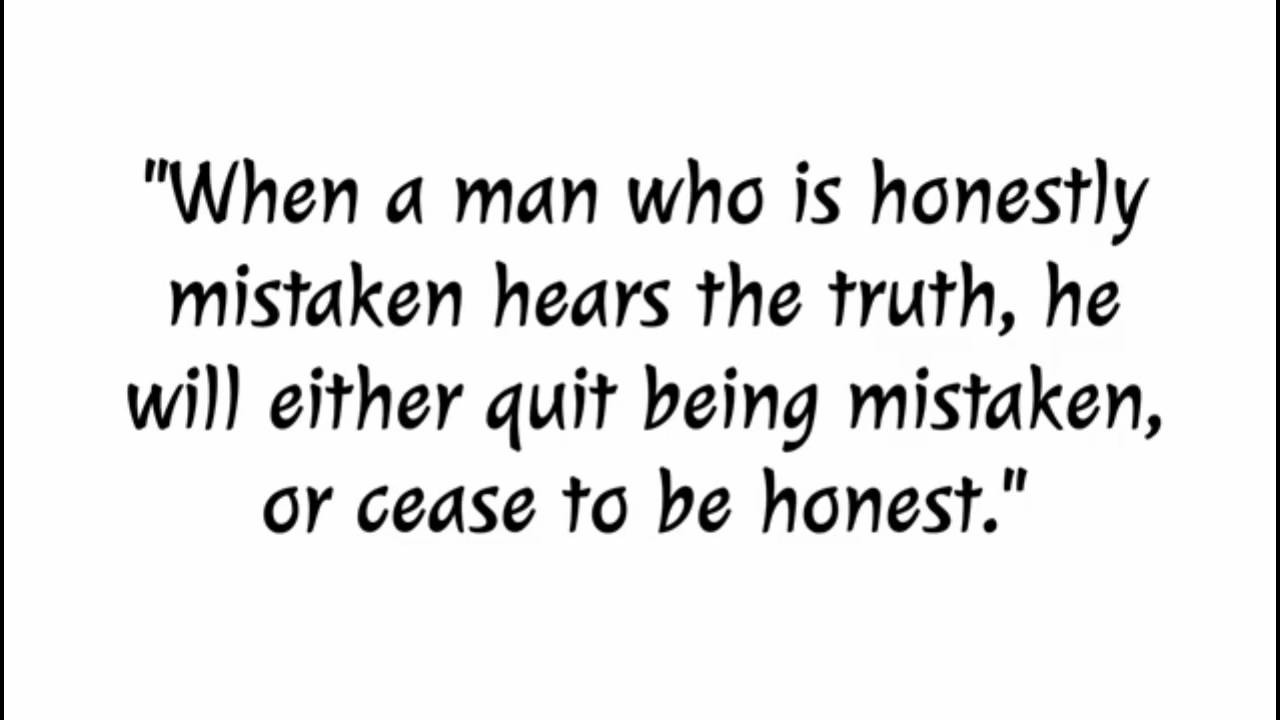 "When a man who is honestly
mistaken hears the truth, he
will either quit being mistaken,
or cease to be honest."